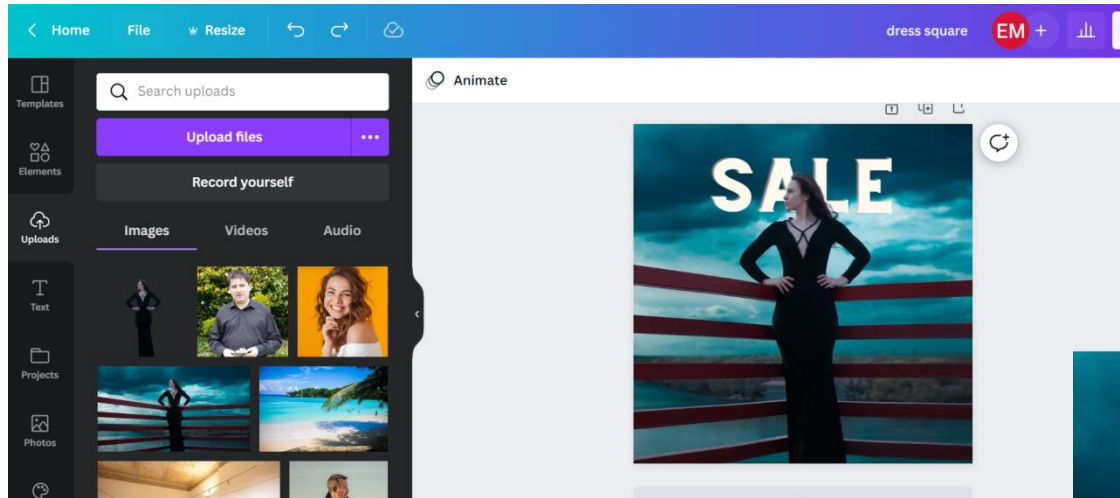 Home File Resize dress square EM +
Templates
Search uploads
Animate
Upload files
Elements
Record yourself
Uploads
Images Videos Audio
SALE
Text
Projects
Photos